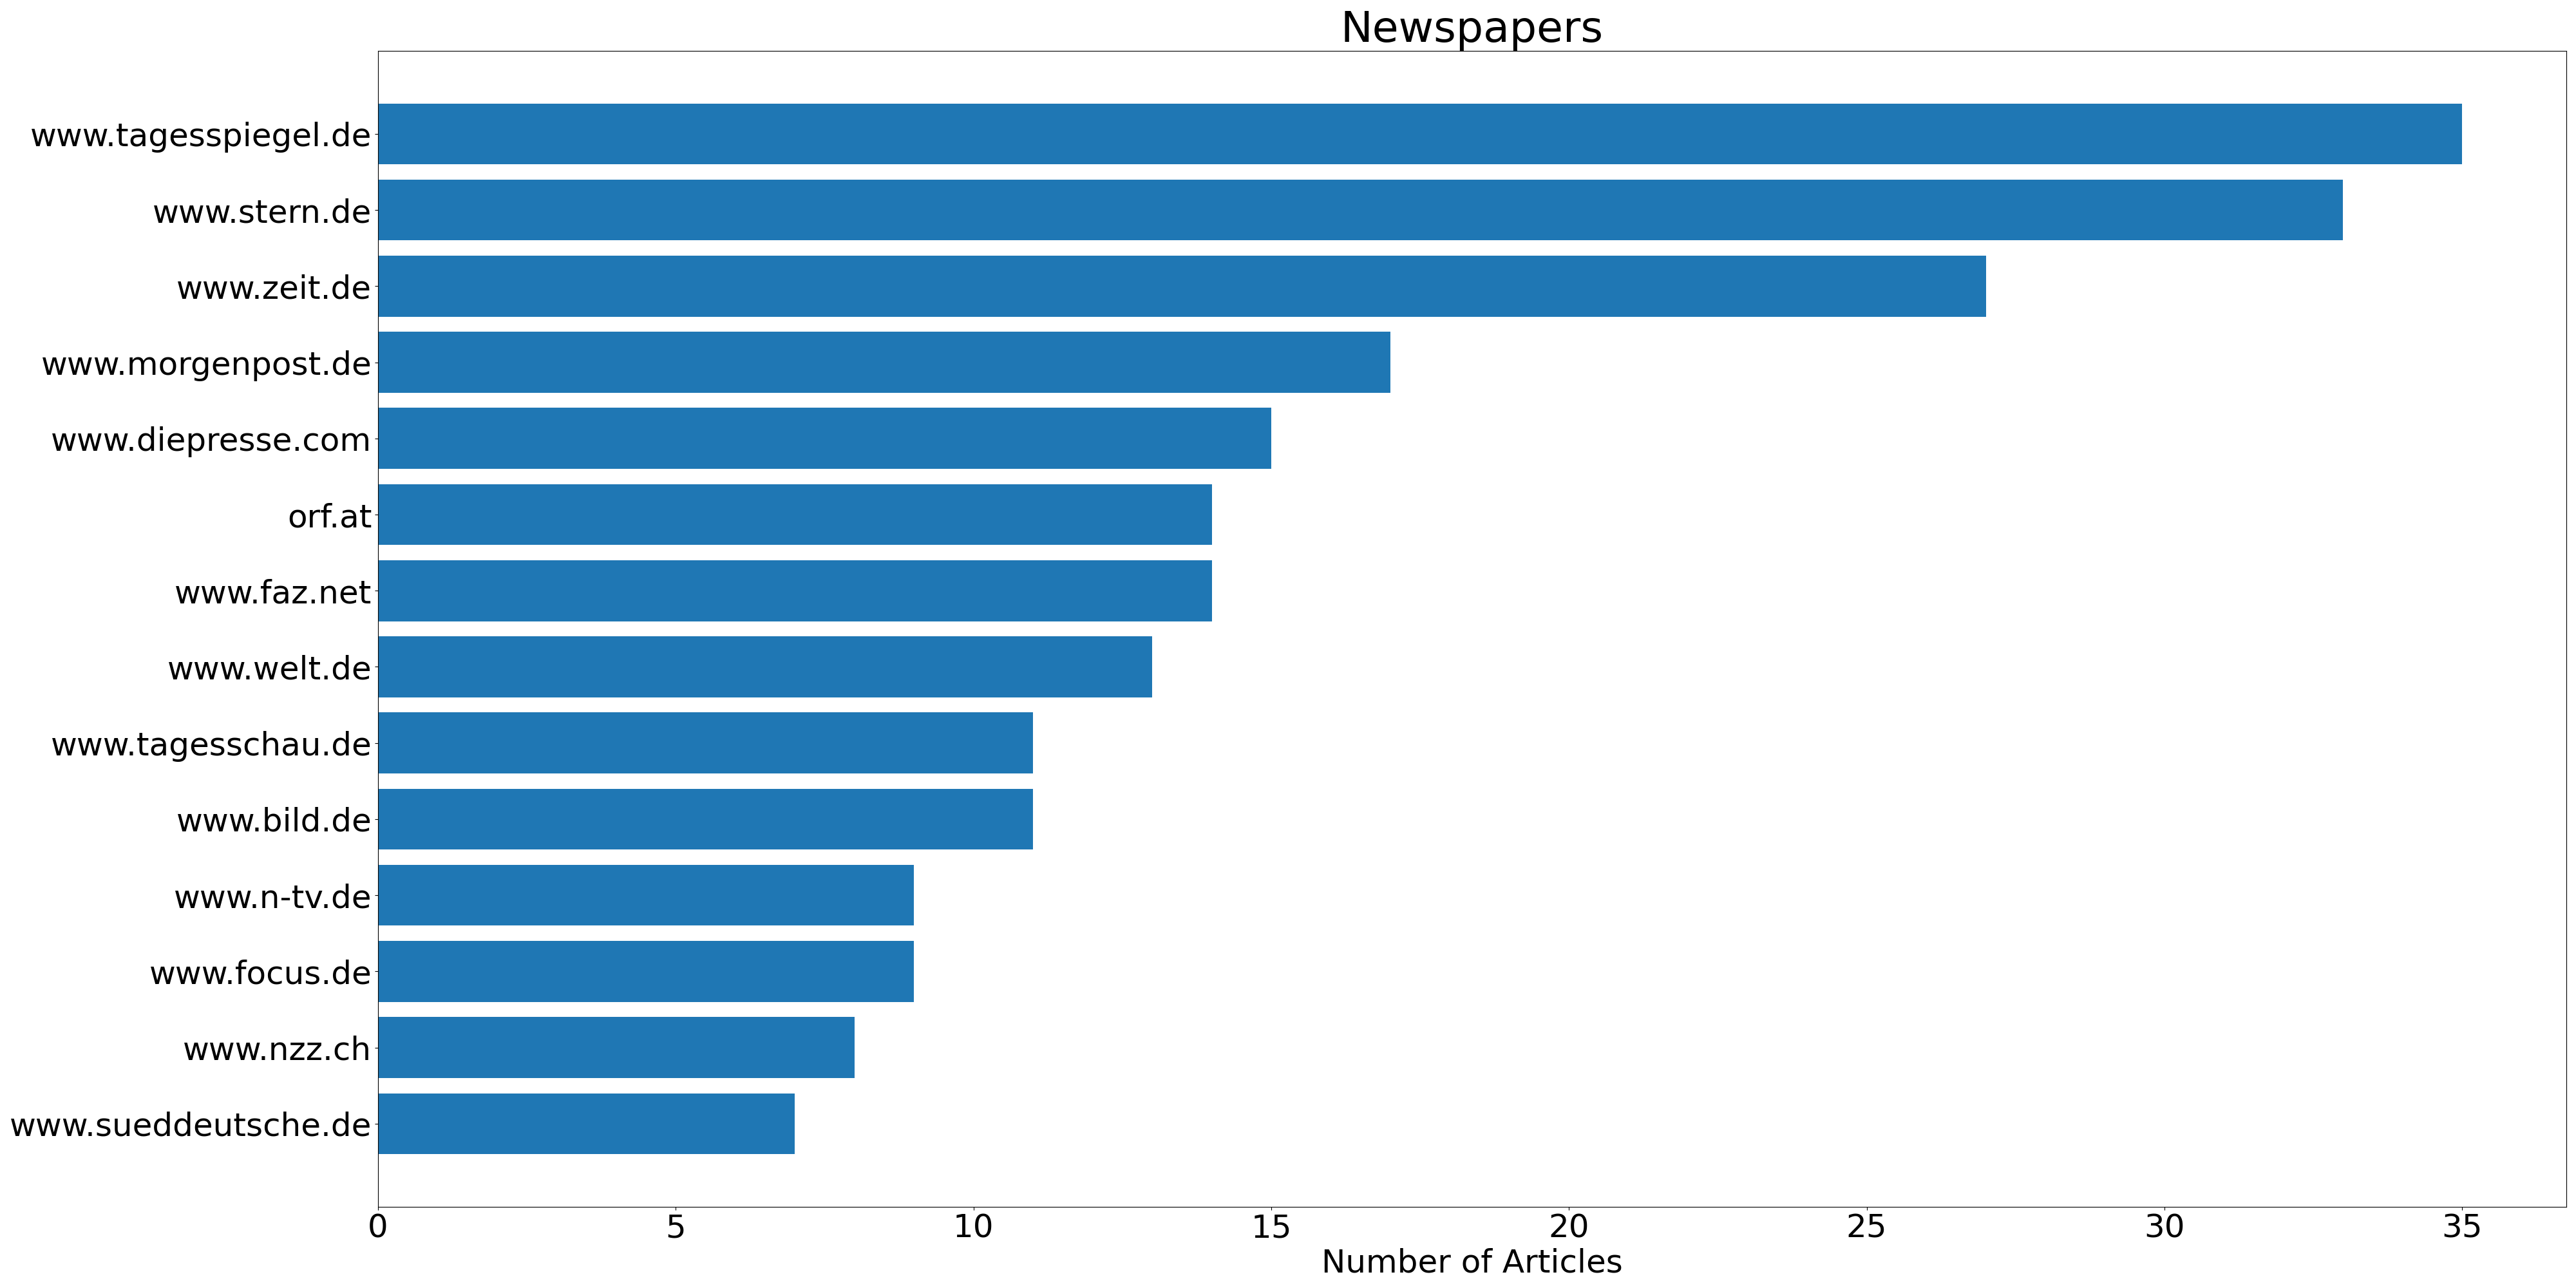 Newspapers
www.tagesspiegel.de
www.stern.de
www.zeit.de
www.morgenpost.de
www.diepresse.com
orf.at
www.faz.net
www.welt.de
www.tagesschau.de
www.bild.de
www.n-tv.de
www.focus.de
www.nzz.ch
www.sueddeutsche.de
0 5 10 15 20 25 30 35
Number of Articles